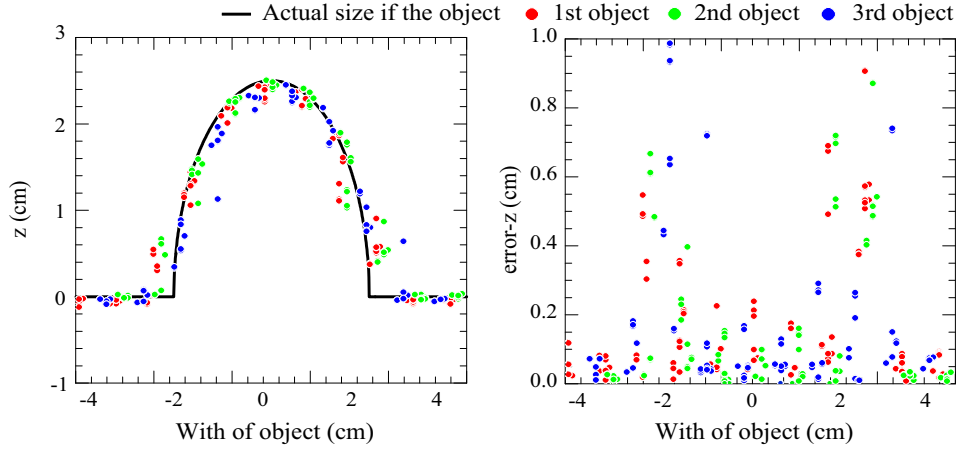 Actual size if the object 1st object 2nd object 3rd object
3
2
1
0
-1
z (cm)
-4 -2 0 2 4
With of object (cm)
1.0
0.8
0.6
0.4
0.2
0.0
error-z (cm)
-4 -2 0 2 4
With of object (cm)